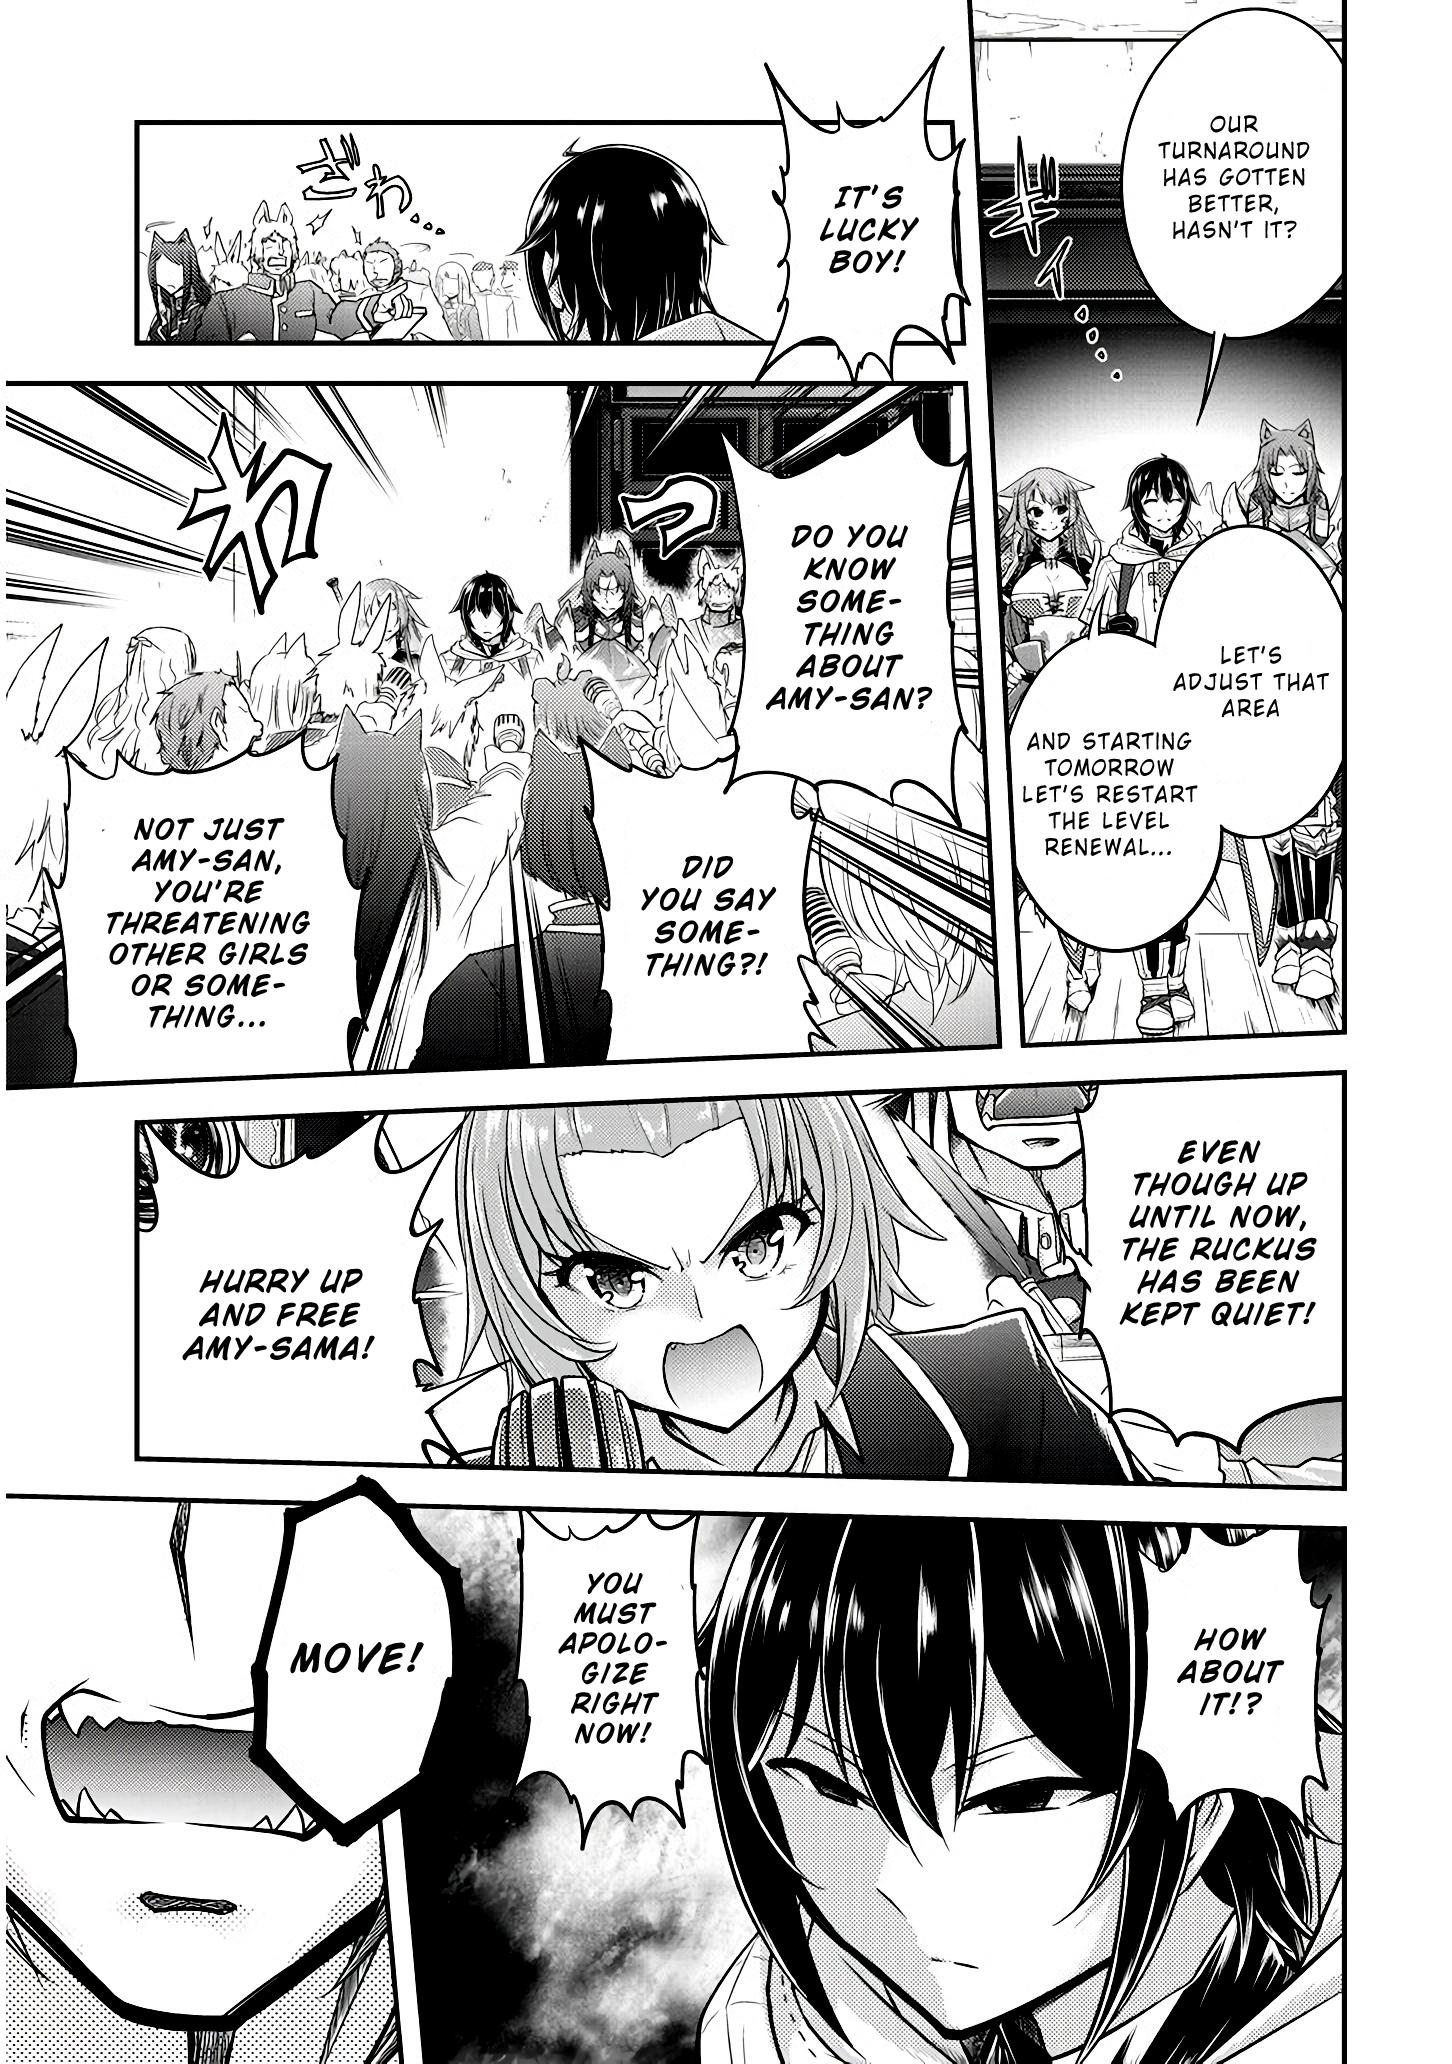 OUR
TURNAROUND
HAS GOTTEN
BETTER,
HASN'T IT?
ギィ...
LET'S
ADJUST THAT
AREA
AND STARTING
TOMORROW
LET'S RESTART
THE LEVEL
RENEWAL...
IT'S
LUCKY
BOY!
ざわ...
わっ
DO YOU
KNOW
SOME-
THING
ABOUT
AMY-SAN?
DID
YOU SAY
SOME-
THING?!
NOT JUST
AMY-SAN,
YOU'RE
THREATENING
OTHER GIRLS
OR SOME-
THING...
EVEN
THOUGH UP
UNTIL NOW,
THE RUCKUS
HAS BEEN
KEPT QUIET!
HURRY UP
AND FREE
AMY-SAMA!
HOW
ABOUT
IT!?
YOU
MUST
APOLO-
GIZE
RIGHT
NOW!
MOVE!